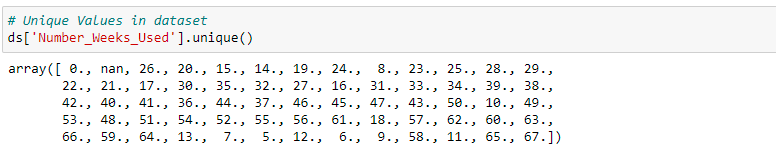 # Unique Values in dataset
ds['Number_Weeks_Used'].unique()
array([ 0., nan, 26., 20., 15., 14., 19., 24.,  8., 23., 25., 28., 29.,
       22., 21., 17., 30., 35., 32., 27., 16., 31., 33., 34., 39., 38.,
       42., 40., 41., 36., 44., 37., 46., 45., 47., 43., 50., 10., 49.,
       53., 48., 51., 54., 52., 55., 56., 61., 18., 57., 62., 60., 63.,
       66., 59., 64., 13.,  7.,  5., 12.,  6.,  9., 58., 11., 65., 67.])